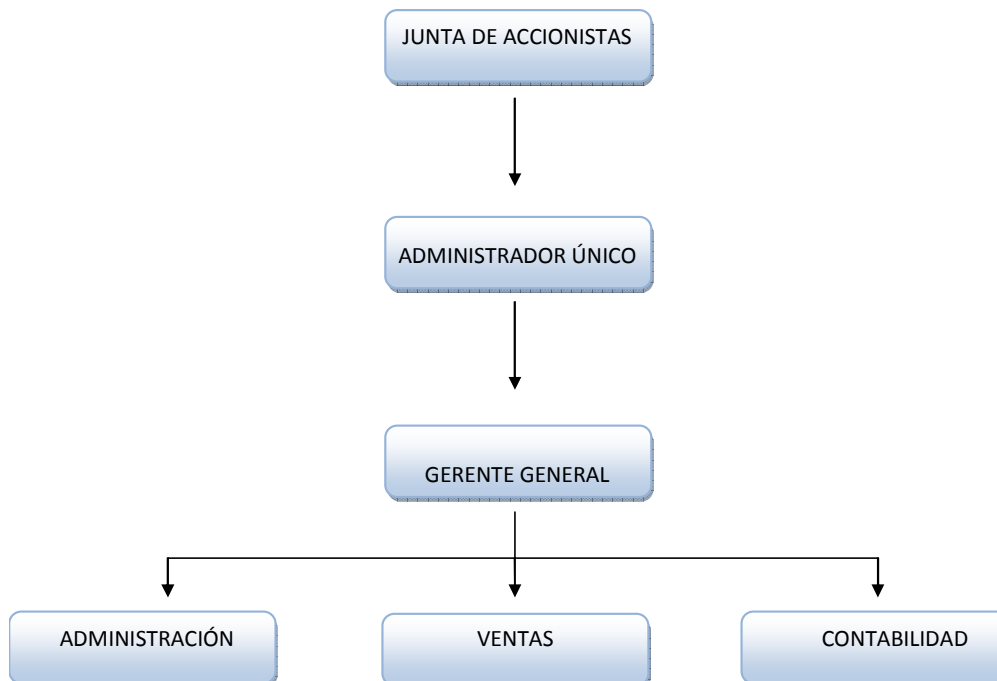 JUNTA DE ACCIONISTAS
ADMINISTRADOR ÚNICO
GERENTE GENERAL
ADMINISTRACIÓN
VENTAS
CONTABILIDAD